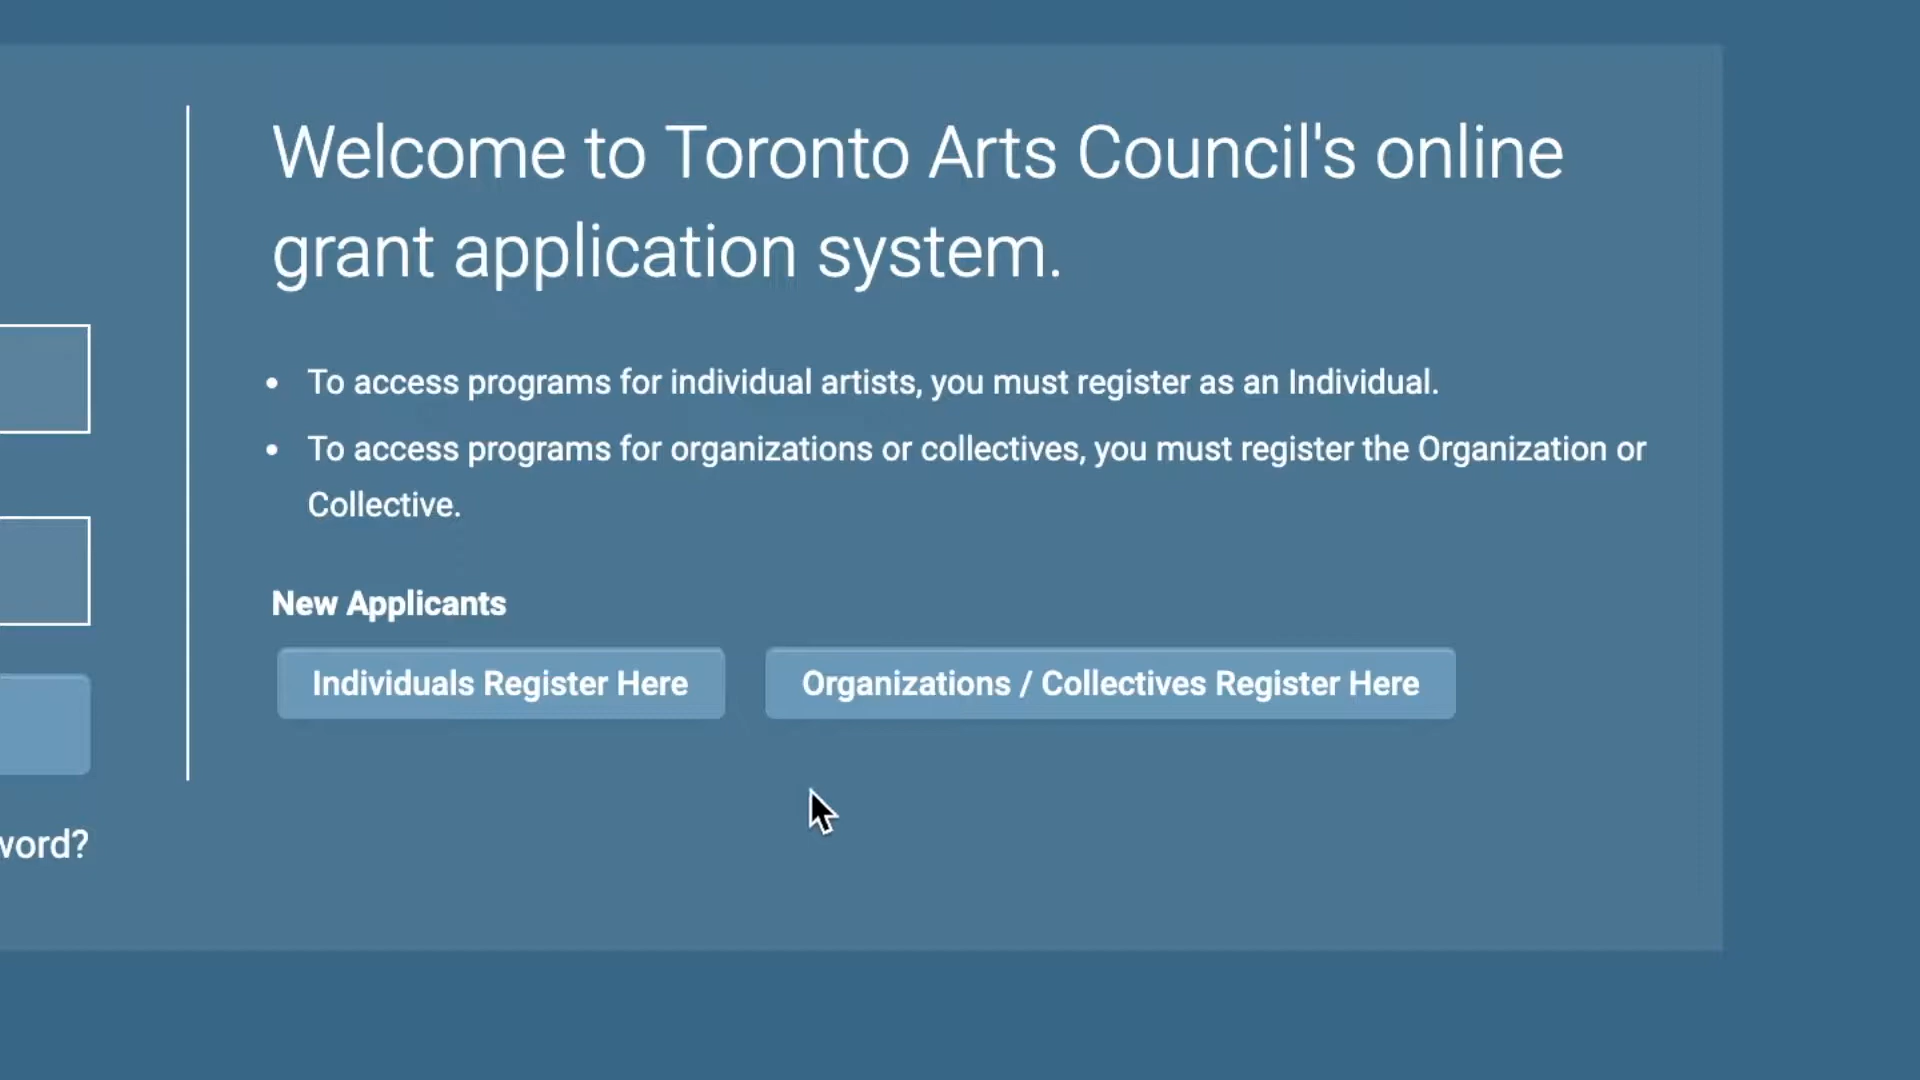 Welcome to Toronto Arts Council's online
grant application system.
• To access programs for individual artists, you must register as an Individual.
• To access programs for organizations or collectives, you must register the Organization or
Collective.
New Applicants
Individuals Register Here
Organizations / Collectives Register Here
word?